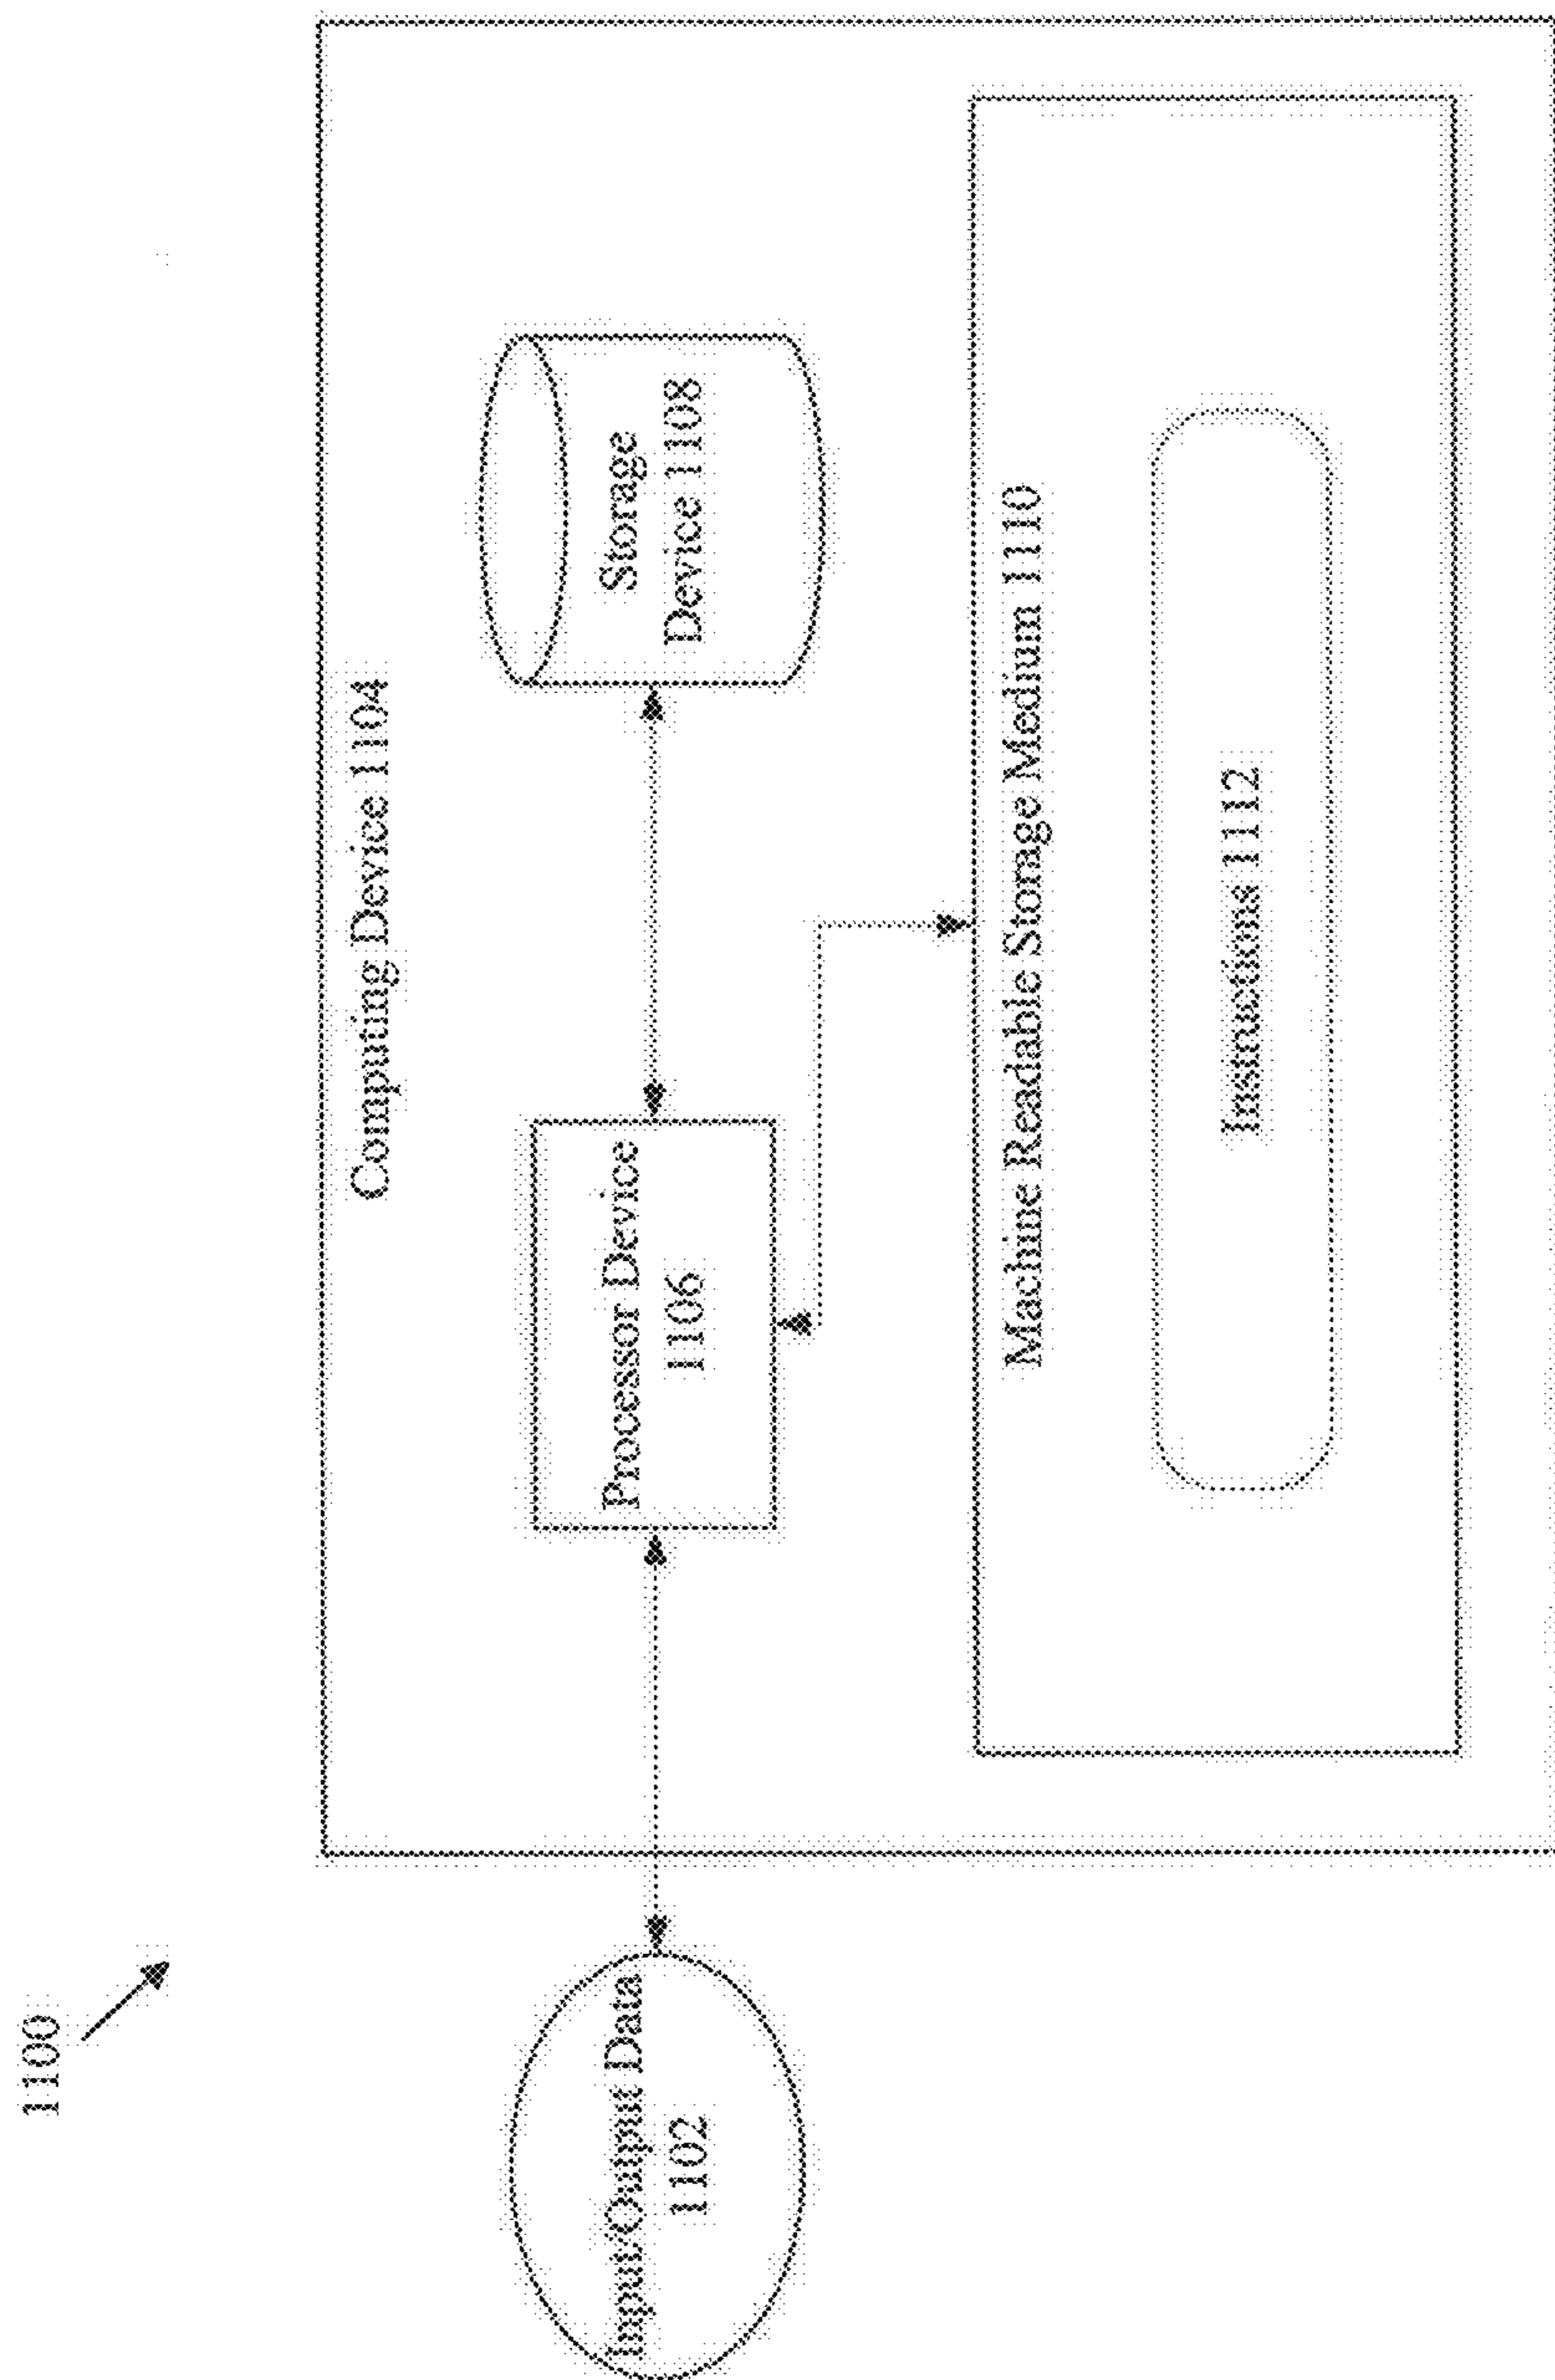 1100
Computing Device 1104
Input/Output Data
1102
Processor Device
1106
Storage
Device 1108
Machine Readable Storage Medium 1110
Instructions 1112